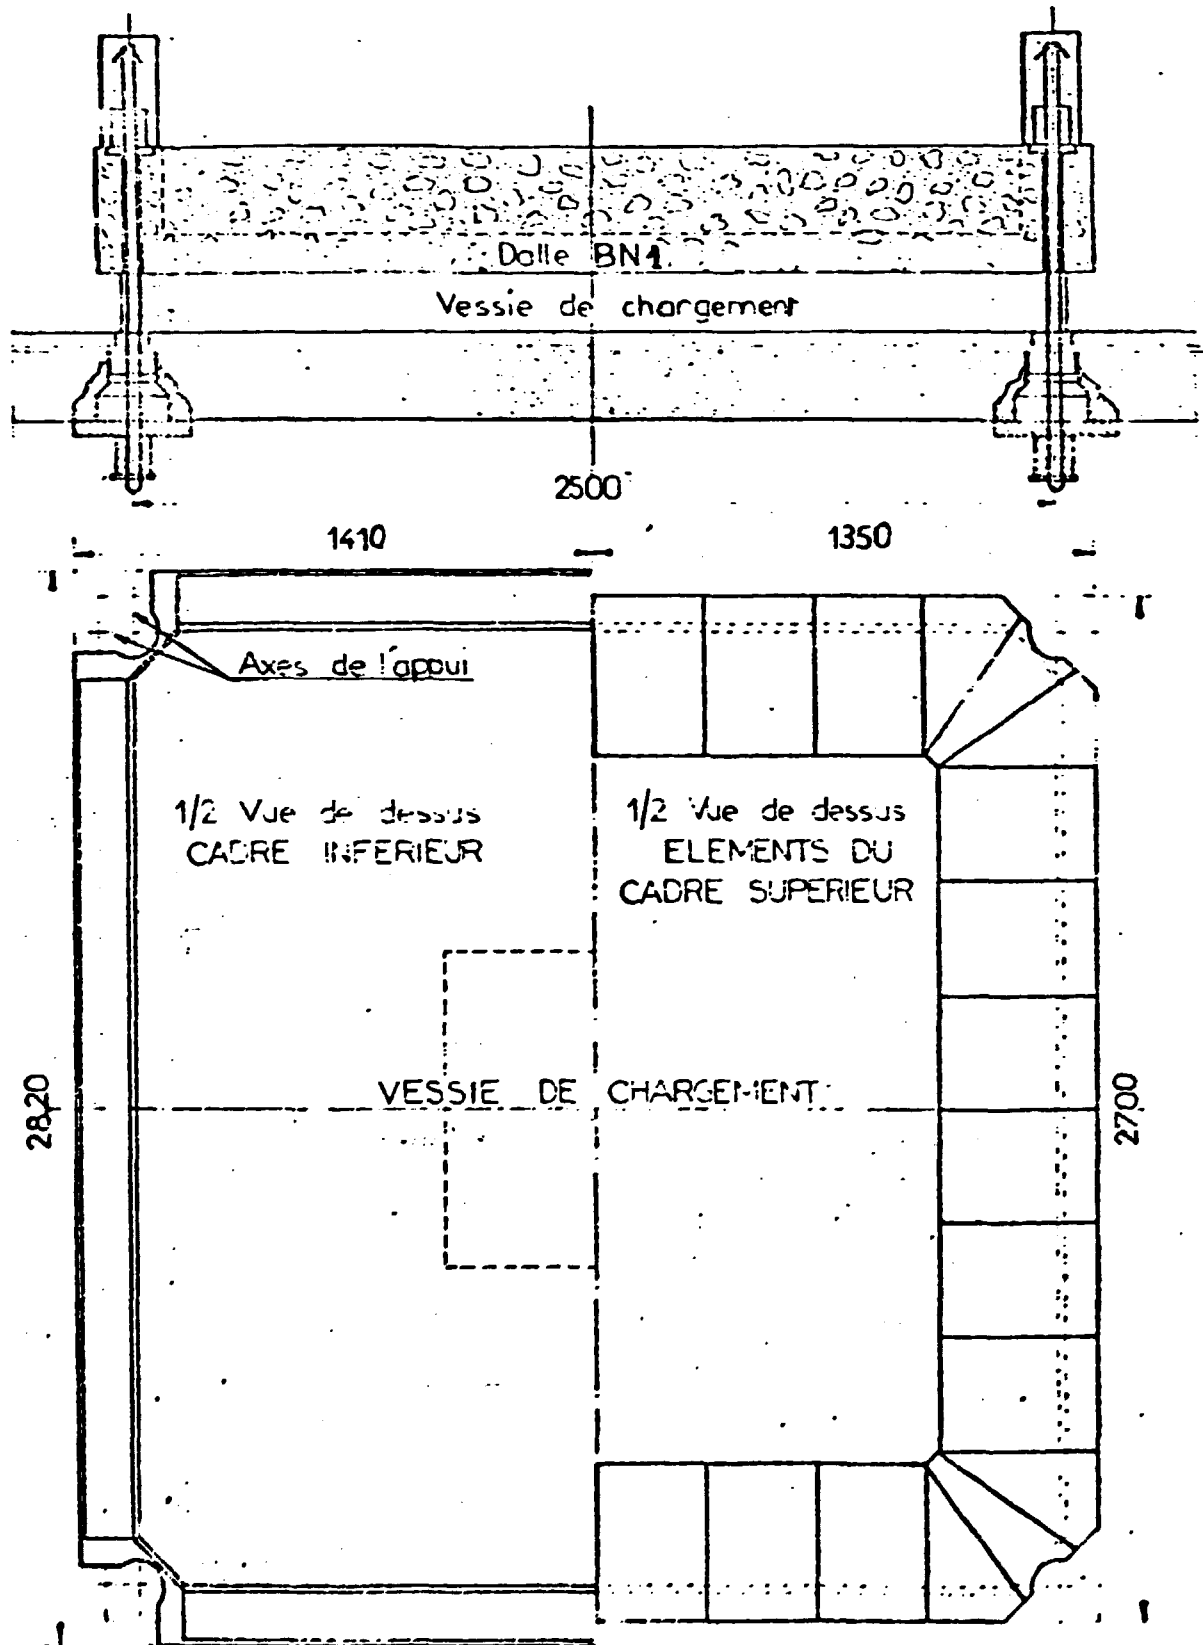 Dalle BN1
Vessie de chargement
2500
1410
1350
Axes de l'appui
1/2 Vue de dessus
CADRE INFERIEUR
1/2 Vue de dessus
ELEMENTS DU
CADRE SUPERIEUR
VESSIE DE CHARGEMENT
2820
2700